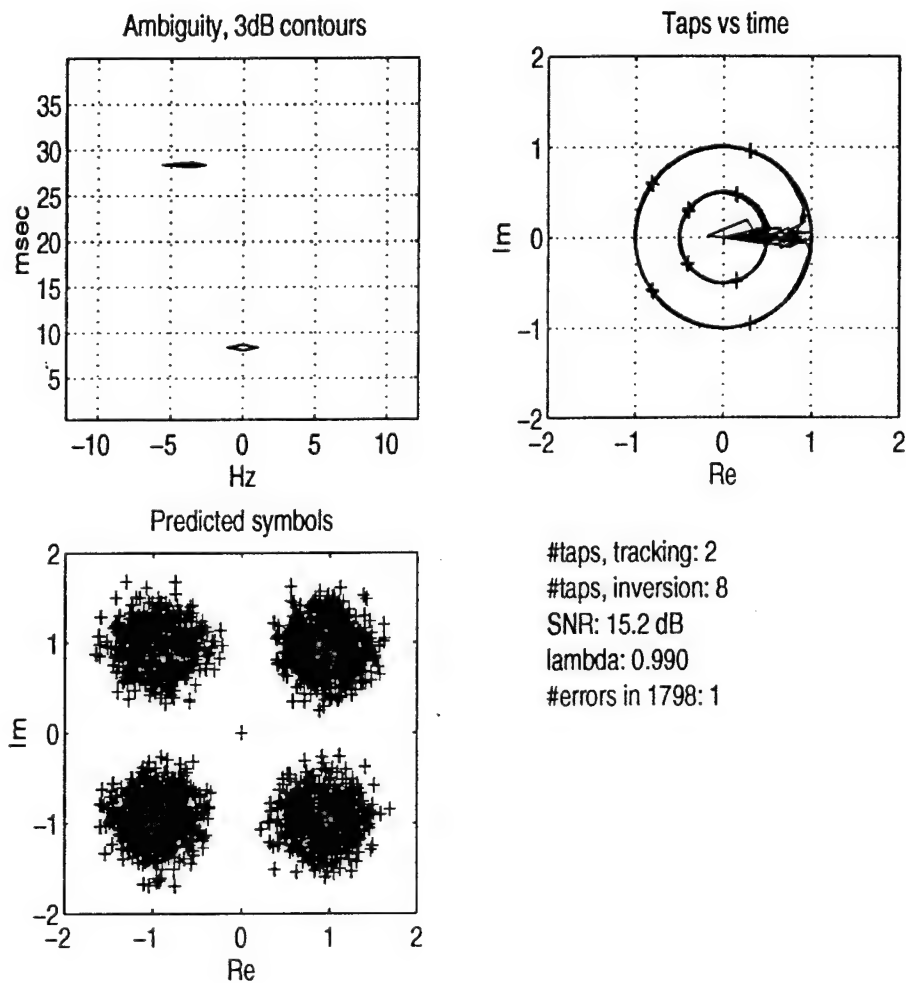 Ambiguity, 3dB contours
35
30
25
20
15
10
5
msec
−10 −5 0 5 10
Hz
Taps vs time
2
1
0
−1
−2
Im
−2 −1 0 1 2
Re
Predicted symbols
2
1
0
−1
−2
Im
−2 −1 0 1 2
Re
#taps, tracking: 2
#taps, inversion: 8
SNR: 15.2 dB
lambda: 0.990
#errors in 1798: 1